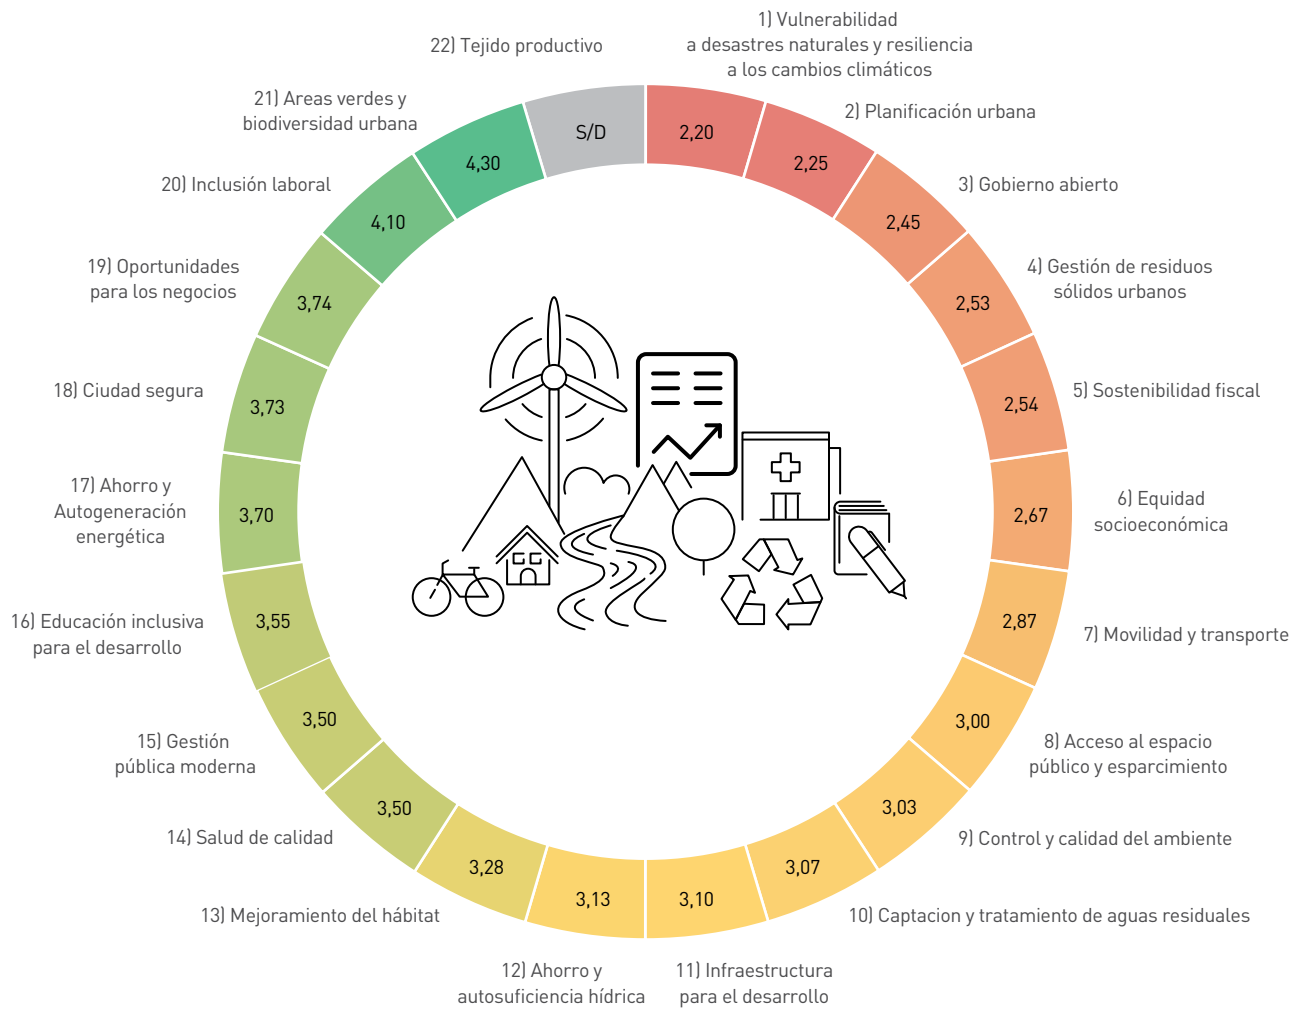 1) Vulnerabilidad
a desastres naturales y resiliencia
a los cambios climáticos
2,20
2) Planificación urbana
2,25
3) Gobierno abierto
2,45
4) Gestión de residuos
sólidos urbanos
2,53
5) Sostenibilidad fiscal
2,54
6) Equidad
socioeconómica
2,67
7) Movilidad y transporte
2,87
8) Acceso al espacio
público y esparcimiento
3,00
9) Control y calidad del ambiente
3,03
10) Captacion y tratamiento de aguas residuales
3,07
11) Infraestructura
para el desarrollo
3,10
12) Ahorro y
autosuficiencia hídrica
3,13
13) Mejoramiento del hábitat
3,28
14) Salud de calidad
3,50
15) Gestión
pública moderna
3,50
16) Educación inclusiva
para el desarrollo
3,55
17) Ahorro y
Autogeneración
energética
3,70
18) Ciudad segura
3,73
19) Oportunidades
para los negocios
3,74
20) Inclusión laboral
4,10
21) Areas verdes y
biodiversidad urbana
4,30
22) Tejido productivo
S/D